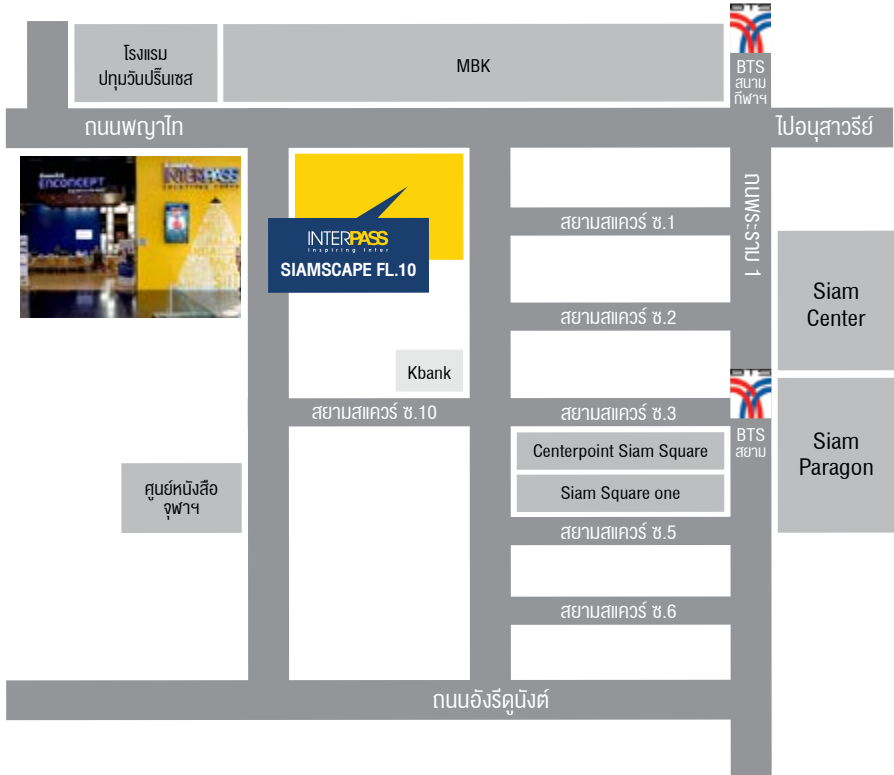 โรงแรม
ปทุมวันปริ๊นเซส
MBK
BTS
สนาม
กีฬาฯ
ถนนพญาไท
ไปอนุสาวรีย์
ENCONCEPT
INTERPASS
INTERPASS
Inspiring Inter
SIAMSCAPE FL.10
สยามสแควร์ ซ.1
ถนนพระราม 1
Siam
Center
สยามสแควร์ ซ.2
Kbank
สยามสแควร์ ซ.10
สยามสแควร์ ซ.3
BTS
สยาม
Siam
Paragon
Centerpoint Siam Square
Siam Square one
ศูนย์หนังสือ
จุฬาฯ
สยามสแควร์ ซ.5
สยามสแควร์ ซ.6
ถนนอังรีดูนังต์